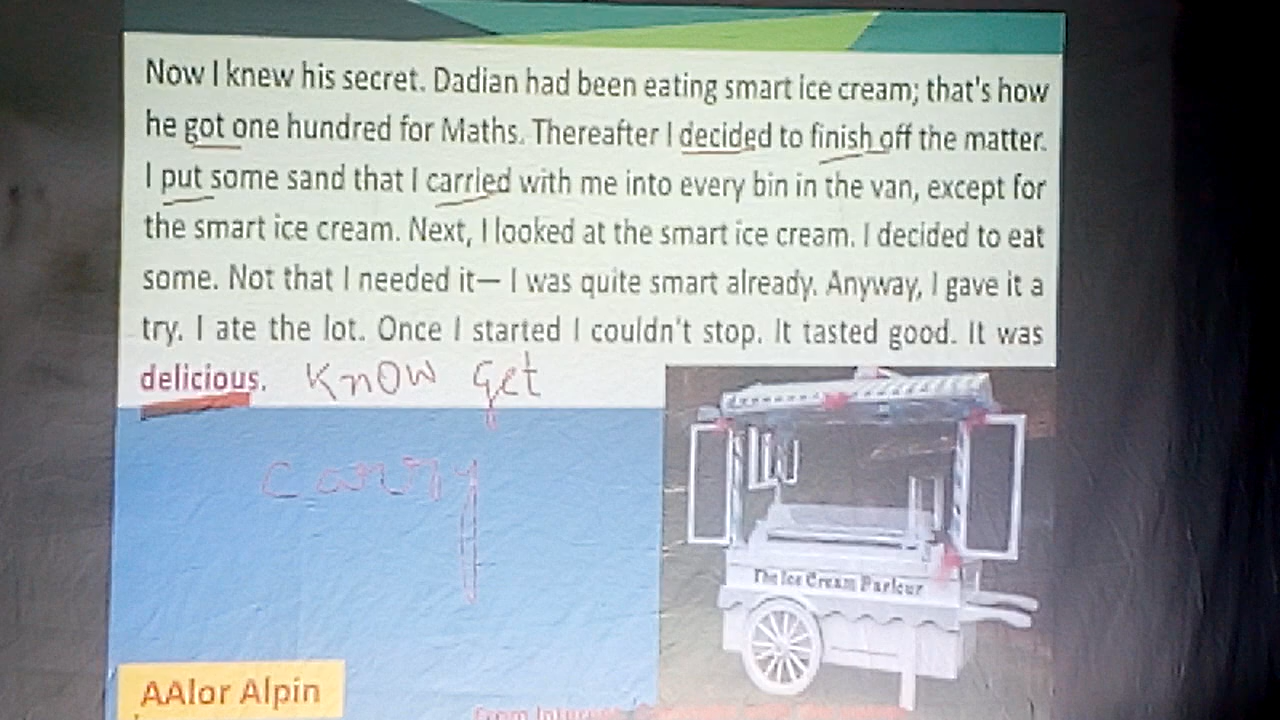 Now I knew his secret. Dadian had been eating smart ice cream; that's how
he got one hundred for Maths. Thereafter I decided to finish off the matter.
I put some sand that I carried with me into every bin in the van, except for
the smart ice cream. Next, I looked at the smart ice cream. I decided to eat
some. Not that I needed it— I was quite smart already. Anyway, I gave it a
try. I ate the lot. Once I started I couldn't stop. It tasted good. It was
delicious. Know Get
carry
The Ice Cream Parlour
AAlor Alpin
From